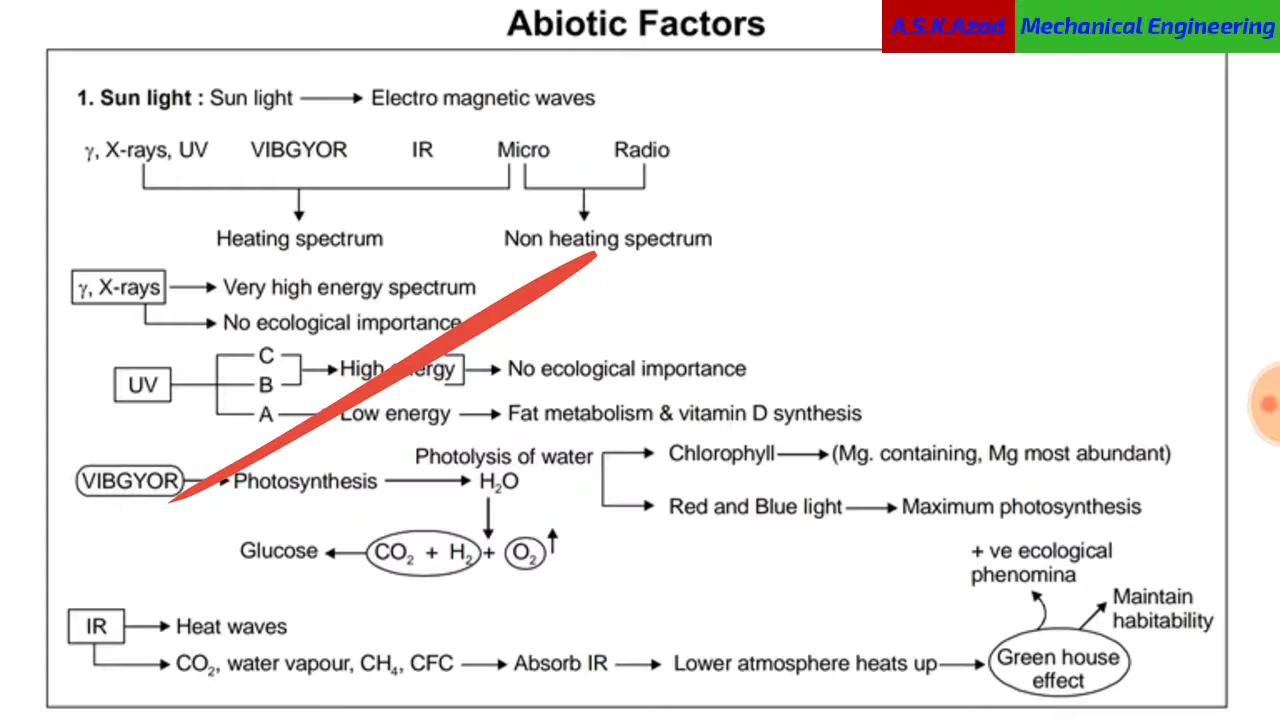 Abiotic Factors
A.S.K.Azad Mechanical Engineering
1. Sun light : Sun light → Electro magnetic waves
γ, X-rays, UV VIBGYOR IR Micro Radio
Heating spectrum Non heating spectrum
γ, X-rays → Very high energy spectrum
→ No ecological importance
C
UV B → High energy → No ecological importance
A → Low energy → Fat metabolism & vitamin D synthesis
Photolysis of water → Chlorophyll → (Mg. containing, Mg most abundant)
VIBGYOR → Photosynthesis → H₂O
→ Red and Blue light → Maximum photosynthesis
Glucose ← CO₂ + H₂ + O₂ ↑
+ ve ecological
phenomina
Maintain
habitability
IR → Heat waves
→ CO₂, water vapour, CH₄, CFC → Absorb IR → Lower atmosphere heats up → Green house
effect